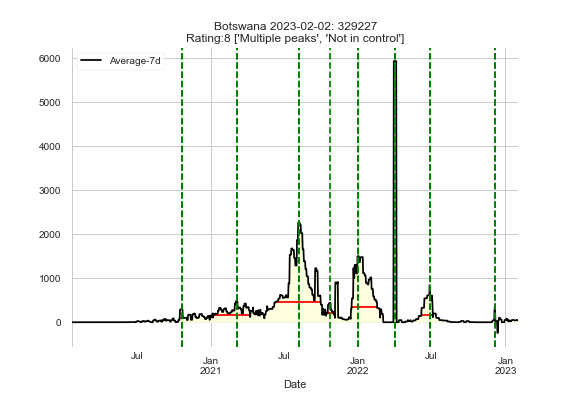 Botswana 2023-02-02: 329227
Rating:8 ['Multiple peaks', 'Not in control']
Average-7d
6000
5000
4000
3000
2000
1000
0
Jul
Jan
2021
Jul
Jan
2022
Jul
Jan
2023
Date